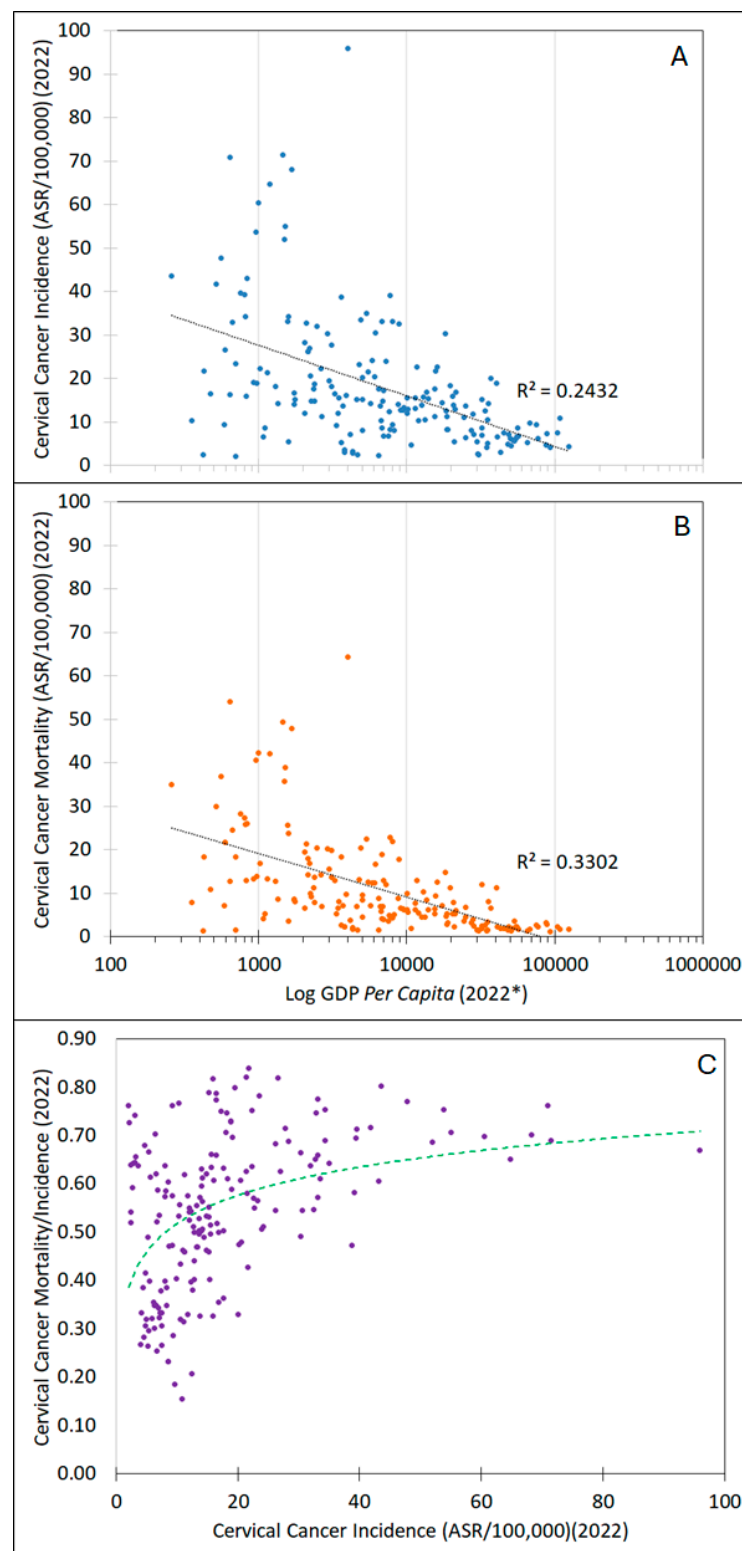 A
Cervical Cancer Incidence (ASR/100,000)(2022)
100
90
80
70
60
50
40
30
20
10
0
R² = 0.2432
B
Cervical Cancer Mortality (ASR/100,000)(2022)
100
90
80
70
60
50
40
30
20
10
0
R² = 0.3302
100 1000 10000 100000 1000000
Log GDP Per Capita (2022*)
C
Cervical Cancer Mortality/Incidence (2022)
0.90
0.80
0.70
0.60
0.50
0.40
0.30
0.20
0.10
0.00
0 20 40 60 80 100
Cervical Cancer Incidence (ASR/100,000)(2022)